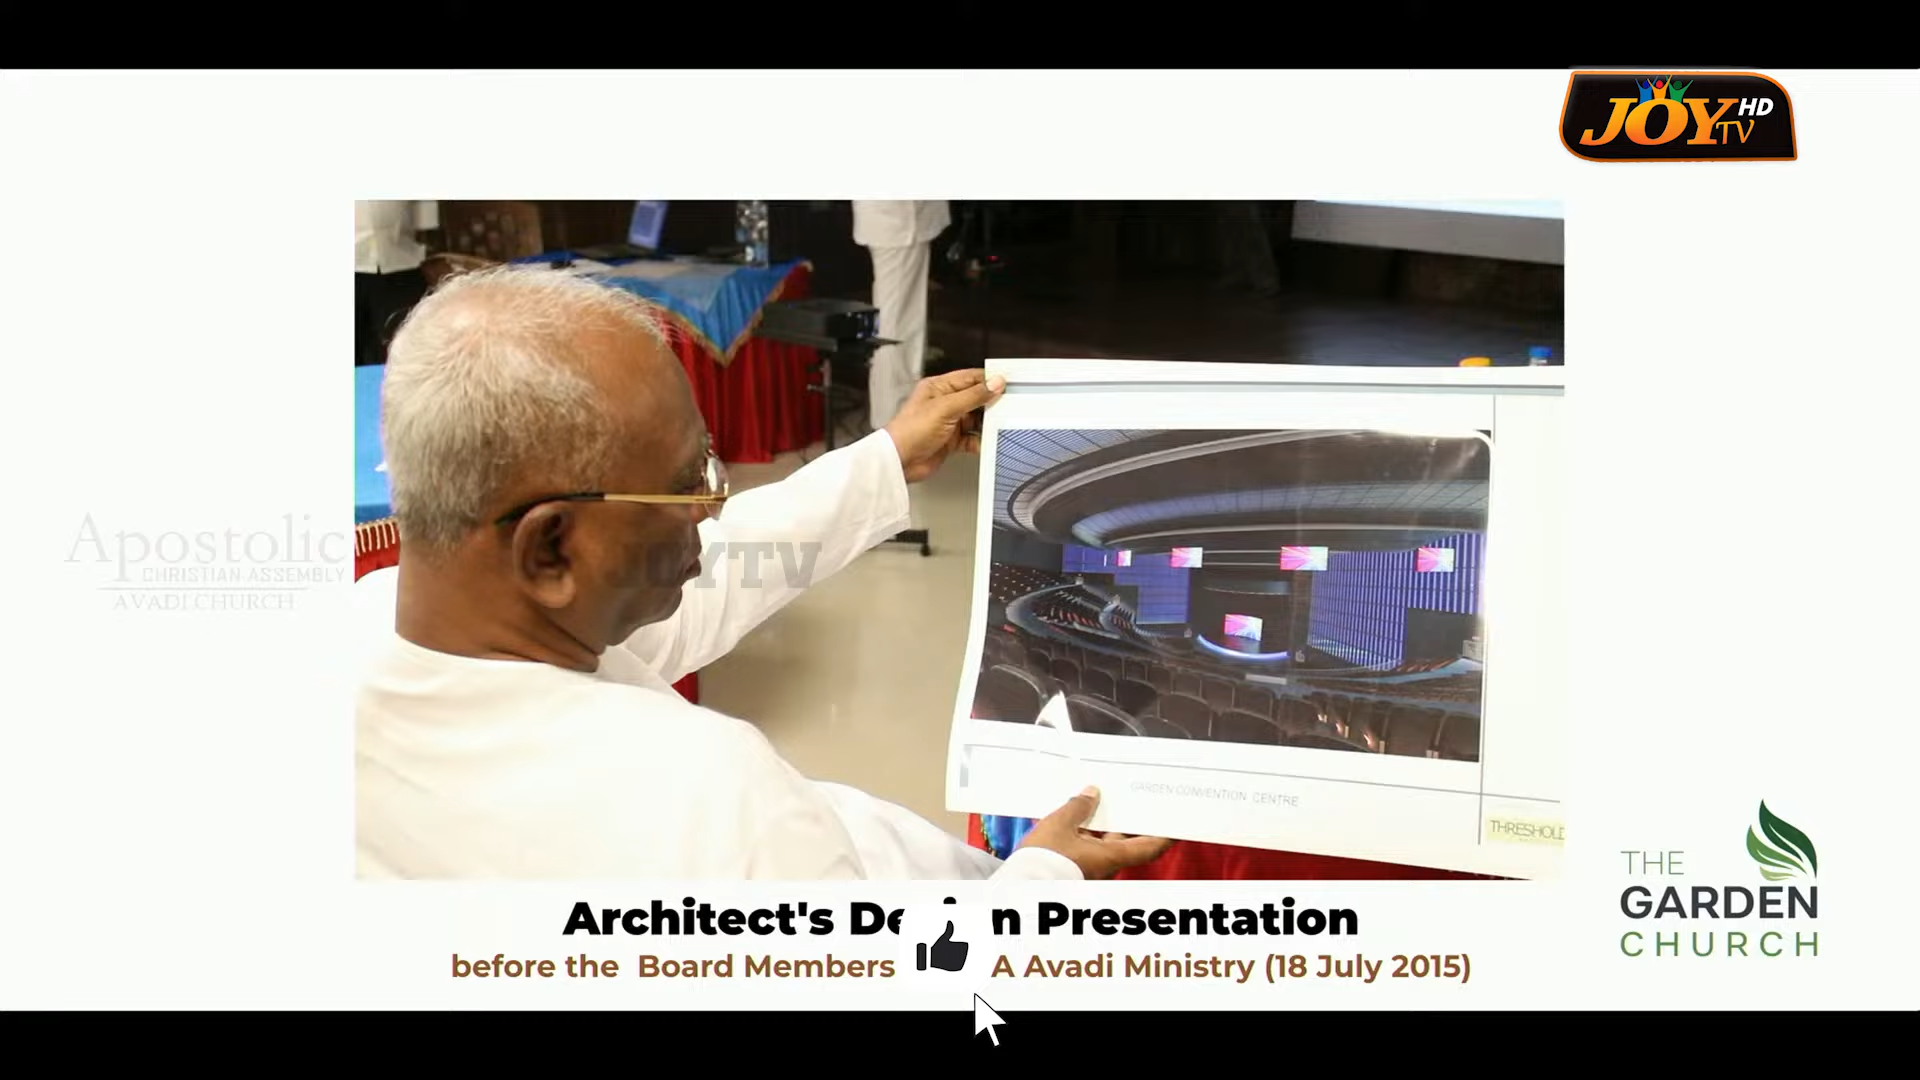 JOY HD
TV
Apostolic
CHRISTIAN ASSEMBLY
AVADI CHURCH
JOYTV
GARDEN CONVENTION CENTRE
THRESHOLD
Architect's De n Presentation
before the Board Members A Avadi Ministry (18 July 2015)
THE
GARDEN
CHURCH